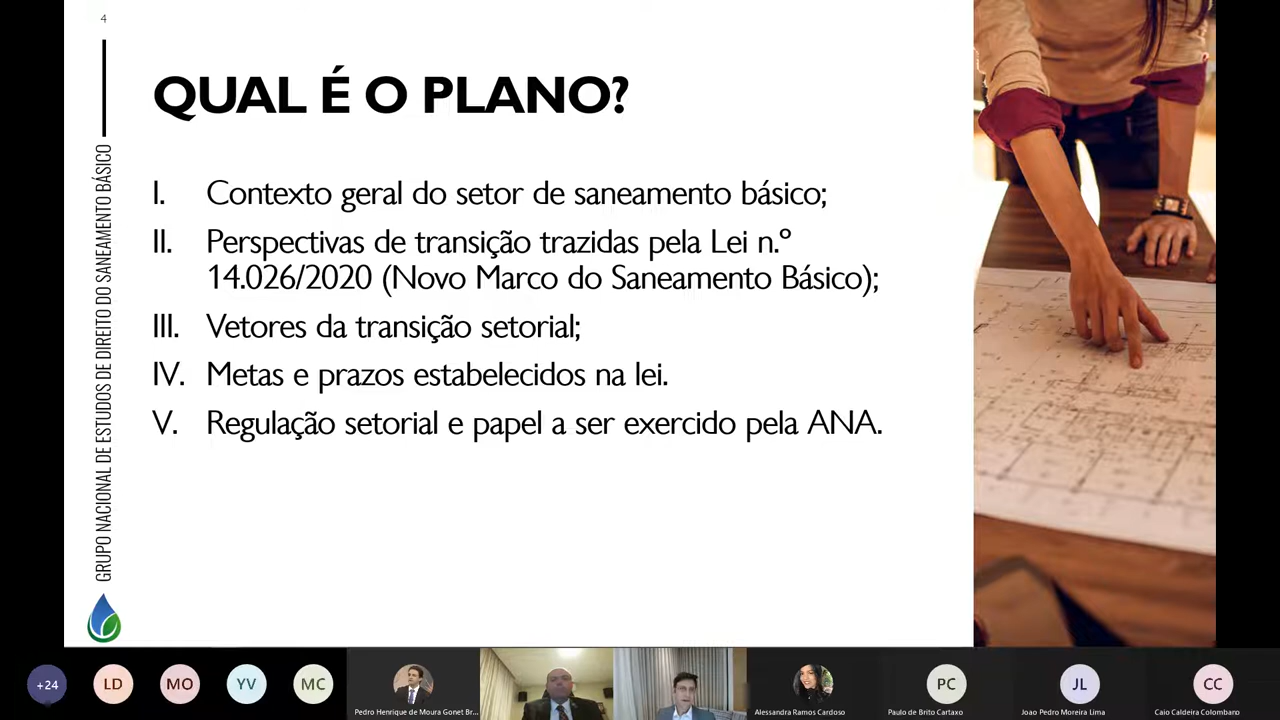 4
QUAL É O PLANO?
GRUPO NACIONAL DE ESTUDOS DE DIREITO DO SANEAMENTO BÁSICO
I. Contexto geral do setor de saneamento básico;
II. Perspectivas de transição trazidas pela Lei n.º
14.026/2020 (Novo Marco do Saneamento Básico);
III. Vetores da transição setorial;
IV. Metas e prazos estabelecidos na lei.
V. Regulação setorial e papel a ser exercido pela ANA.
+24
LD
MO
YV
MC
Pedro Henrique de Moura Gonet Br...
Alessandra Ramos Cardoso
PC
Paulo de Brito Cartaxo
JL
Joao Pedro Moreira Lima
CC
Caio Caldeira Colombano